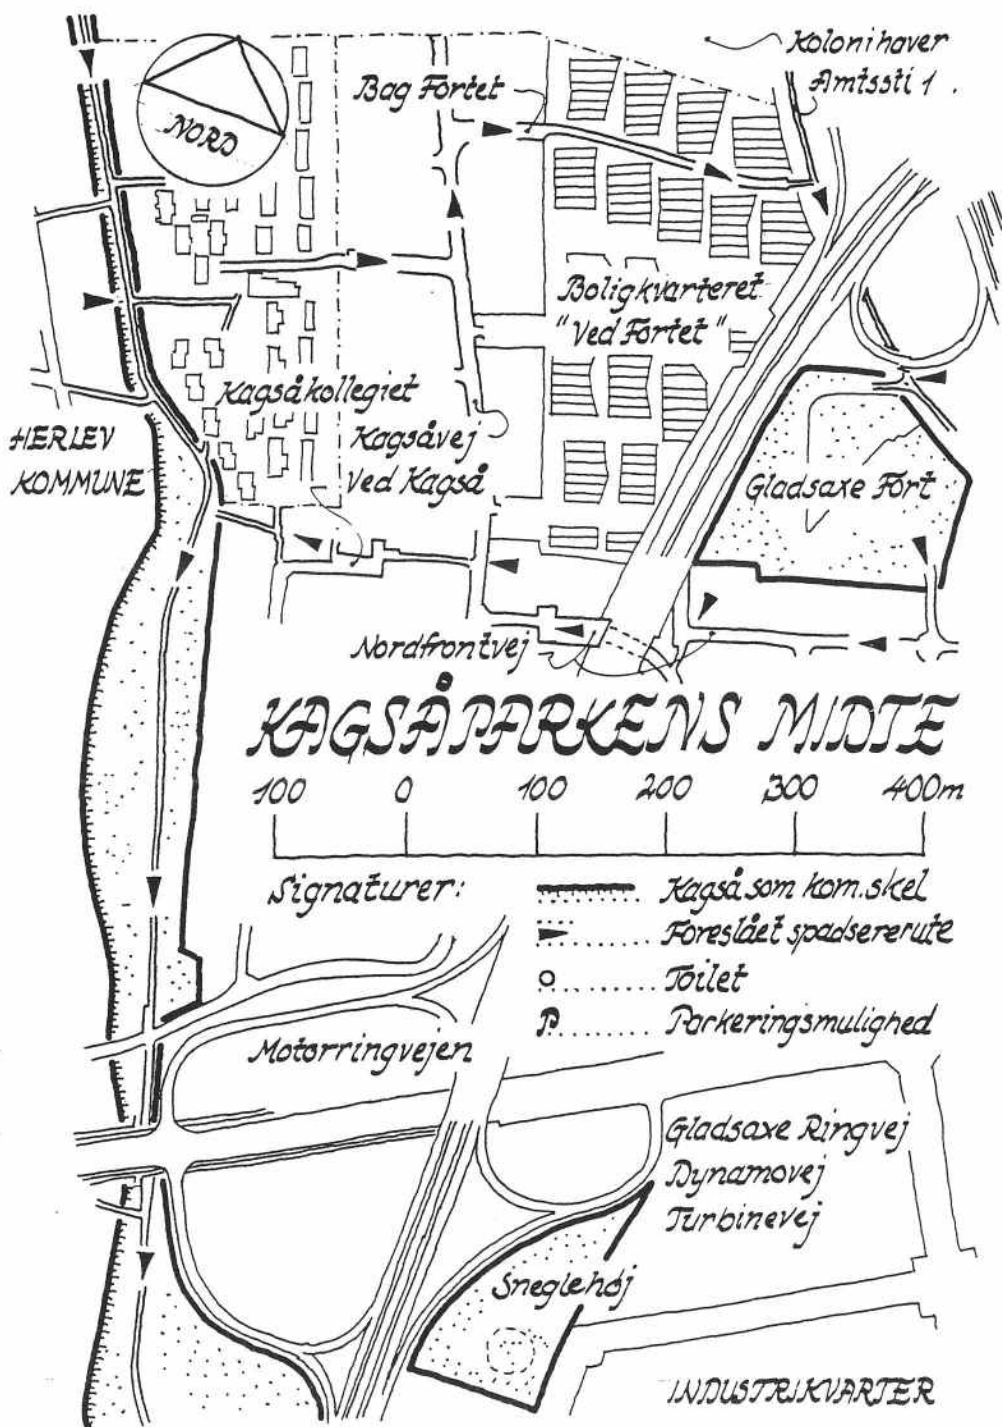 Kolonihaver
Amtssti 1
Bag Fortet
NORD
Boligkvarteret
"Ved Fortet"
Kagsåkollegiet
Kagsåvej
Ved Kagså
HERLEV
KOMMUNE
Gladsaxe Fort
Nordfrontvej
KAGSÅPARKENS MIDTE
100 0 100 200 300 400m
Signaturer:
Kagså som kom.skel
Foreslået spadsererute
Toilet
P Parkeringsmulighed
Motorringvejen
Gladsaxe Ringvej
Dynamovej
Turbinevej
Sneglehøj
INDUSTRIKVARTER